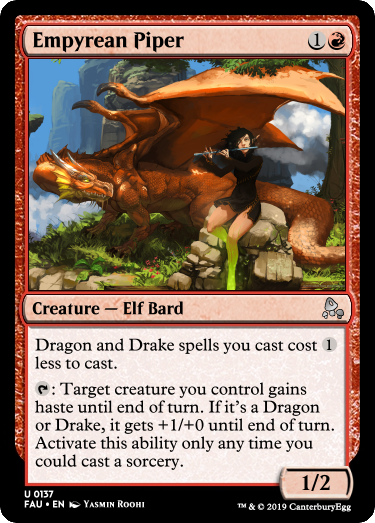 Empyrean Piper 1
Creature — Elf Bard
Dragon and Drake spells you cast cost 1
less to cast.
: Target creature you control gains
haste until end of turn. If it's a Dragon
or Drake, it gets +1/+0 until end of turn.
Activate this ability only any time you
could cast a sorcery.
1/2
U 0137
FAU • EN Yasmin Roohi
™ & © 2019 CanterburyEgg